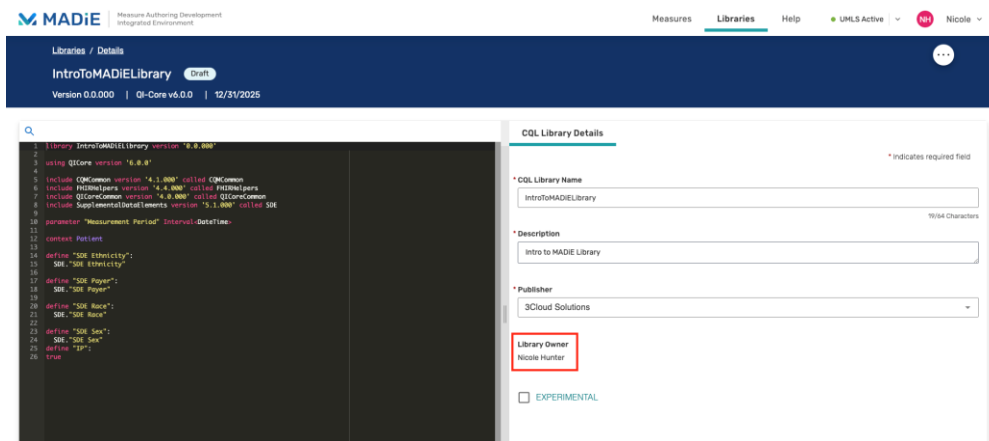 MADiE Measure Authoring Development
Integrated Environment
Measures Libraries Help UMLS Active NH Nicole
Libraries / Details
IntroToMADiELibrary Draft
Version 0.0.000 | QI-Core v6.0.0 | 12/31/2025
1 library IntroToMADiELibrary version '0.0.000'
2
3 using QICore version '6.0.0'
4
5 include CQMCommon version '4.1.000' called CQMCommon
6 include FHIRHelpers version '4.4.000' called FHIRHelpers
7 include QICoreCommon version '4.0.000' called QICoreCommon
8 include SupplementalDataElements version '5.1.000' called SDE
9
10 parameter "Measurement Period" Interval<DateTime>
11
12 context Patient
13
14 define "SDE Ethnicity":
15 SDE."SDE Ethnicity"
16
17 define "SDE Payer":
18 SDE."SDE Payer"
19
20 define "SDE Race":
21 SDE."SDE Race"
22
23 define "SDE Sex":
24 SDE."SDE Sex"
25 define "IP":
26 true
CQL Library Details
* Indicates required field
* CQL Library Name
IntroToMADiELibrary
19/64 Characters
* Description
Intro to MADiE Library
* Publisher
3Cloud Solutions
Library Owner
Nicole Hunter
EXPERIMENTAL